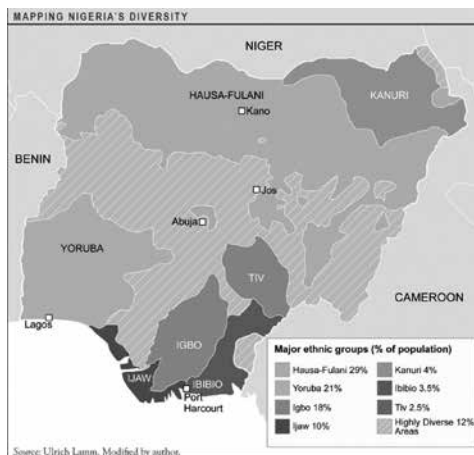 MAPPING NIGERIA'S DIVERSITY
NIGER
HAUSA-FULANI
KANURI
Kano
BENIN
Jos
Abuja
YORUBA
TIV
CAMEROON
Lagos
IGBO
IJAW
IBIBIO
Port
Harcourt
Major ethnic groups (% of population)
Hausa-Fulani 29%
Kanuri 4%
Yoruba 21%
Ibibio 3.5%
Igbo 18%
Tiv 2.5%
Ijaw 10%
Highly Diverse 12%
Areas
Source: Ulrich Lamm. Modified by author.